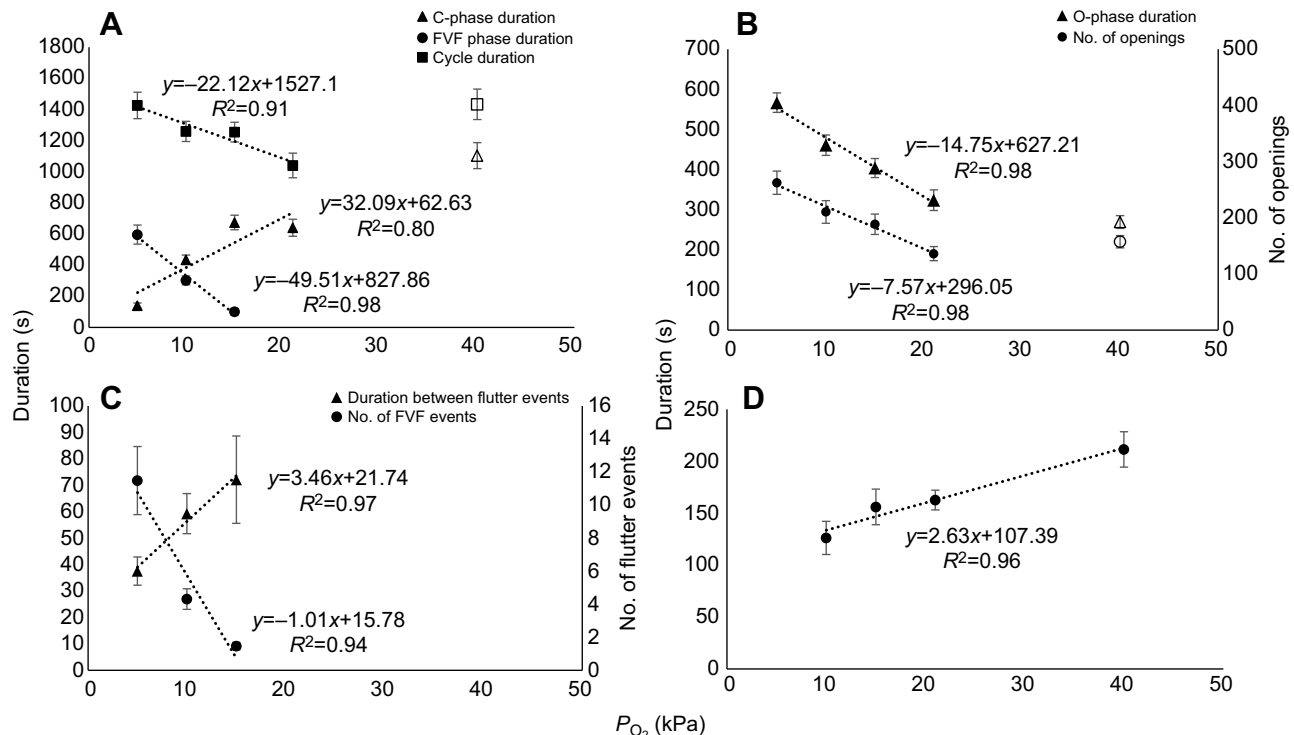 A
C-phase duration
FVF phase duration
Cycle duration
1800
1600
1400
1200
1000
800
600
400
200
0
y=–22.12x+1527.1
R²=0.91
y=32.09x+62.63
R²=0.80
y=–49.51x+827.86
R²=0.98
0 10 20 30 40 50
B
O-phase duration
No. of openings
700
600
500
400
300
200
100
0
500
400
300
200
100
0
No. of openings
y=–14.75x+627.21
R²=0.98
y=–7.57x+296.05
R²=0.98
0 10 20 30 40 50
Duration (s)
Duration (s)
C
Duration between flutter events
No. of FVF events
100
90
80
70
60
50
40
30
20
10
0
16
14
12
10
8
6
4
2
0
No. of flutter events
y=3.46x+21.74
R²=0.97
y=–1.01x+15.78
R²=0.94
0 10 20 30 40 50
D
250
200
150
100
50
0
y=2.63x+107.39
R²=0.96
0 10 20 30 40 50
PO₂ (kPa)